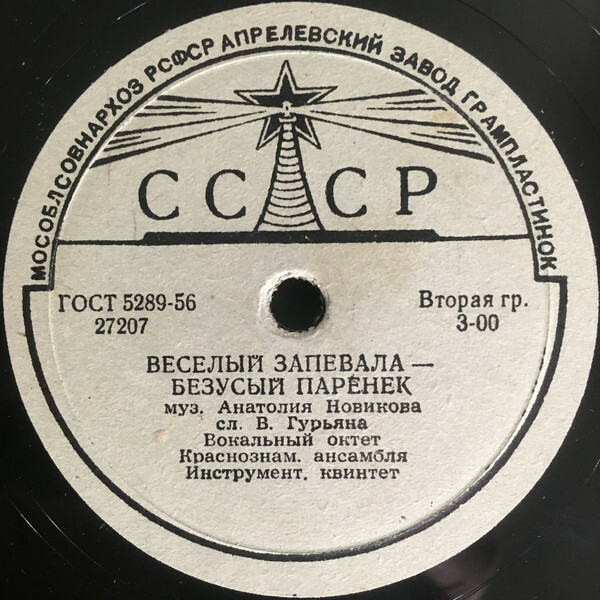 МОСОБЛСОВНАРХОЗ РСФСР АПРЕЛЕВСКИЙ ЗАВОД ГРАМПЛАСТИНОК
СССР
ГОСТ 5289-56
27207
Вторая гр.
3-00
ВЕСЕЛЫЙ ЗАПЕВАЛА —
БЕЗУСЫЙ ПАРЁНЕК
муз. Анатолия Новикова
сл. В. Гурьяна
Вокальный октет
Краснознам. ансамбля
Инструмент. квинтет